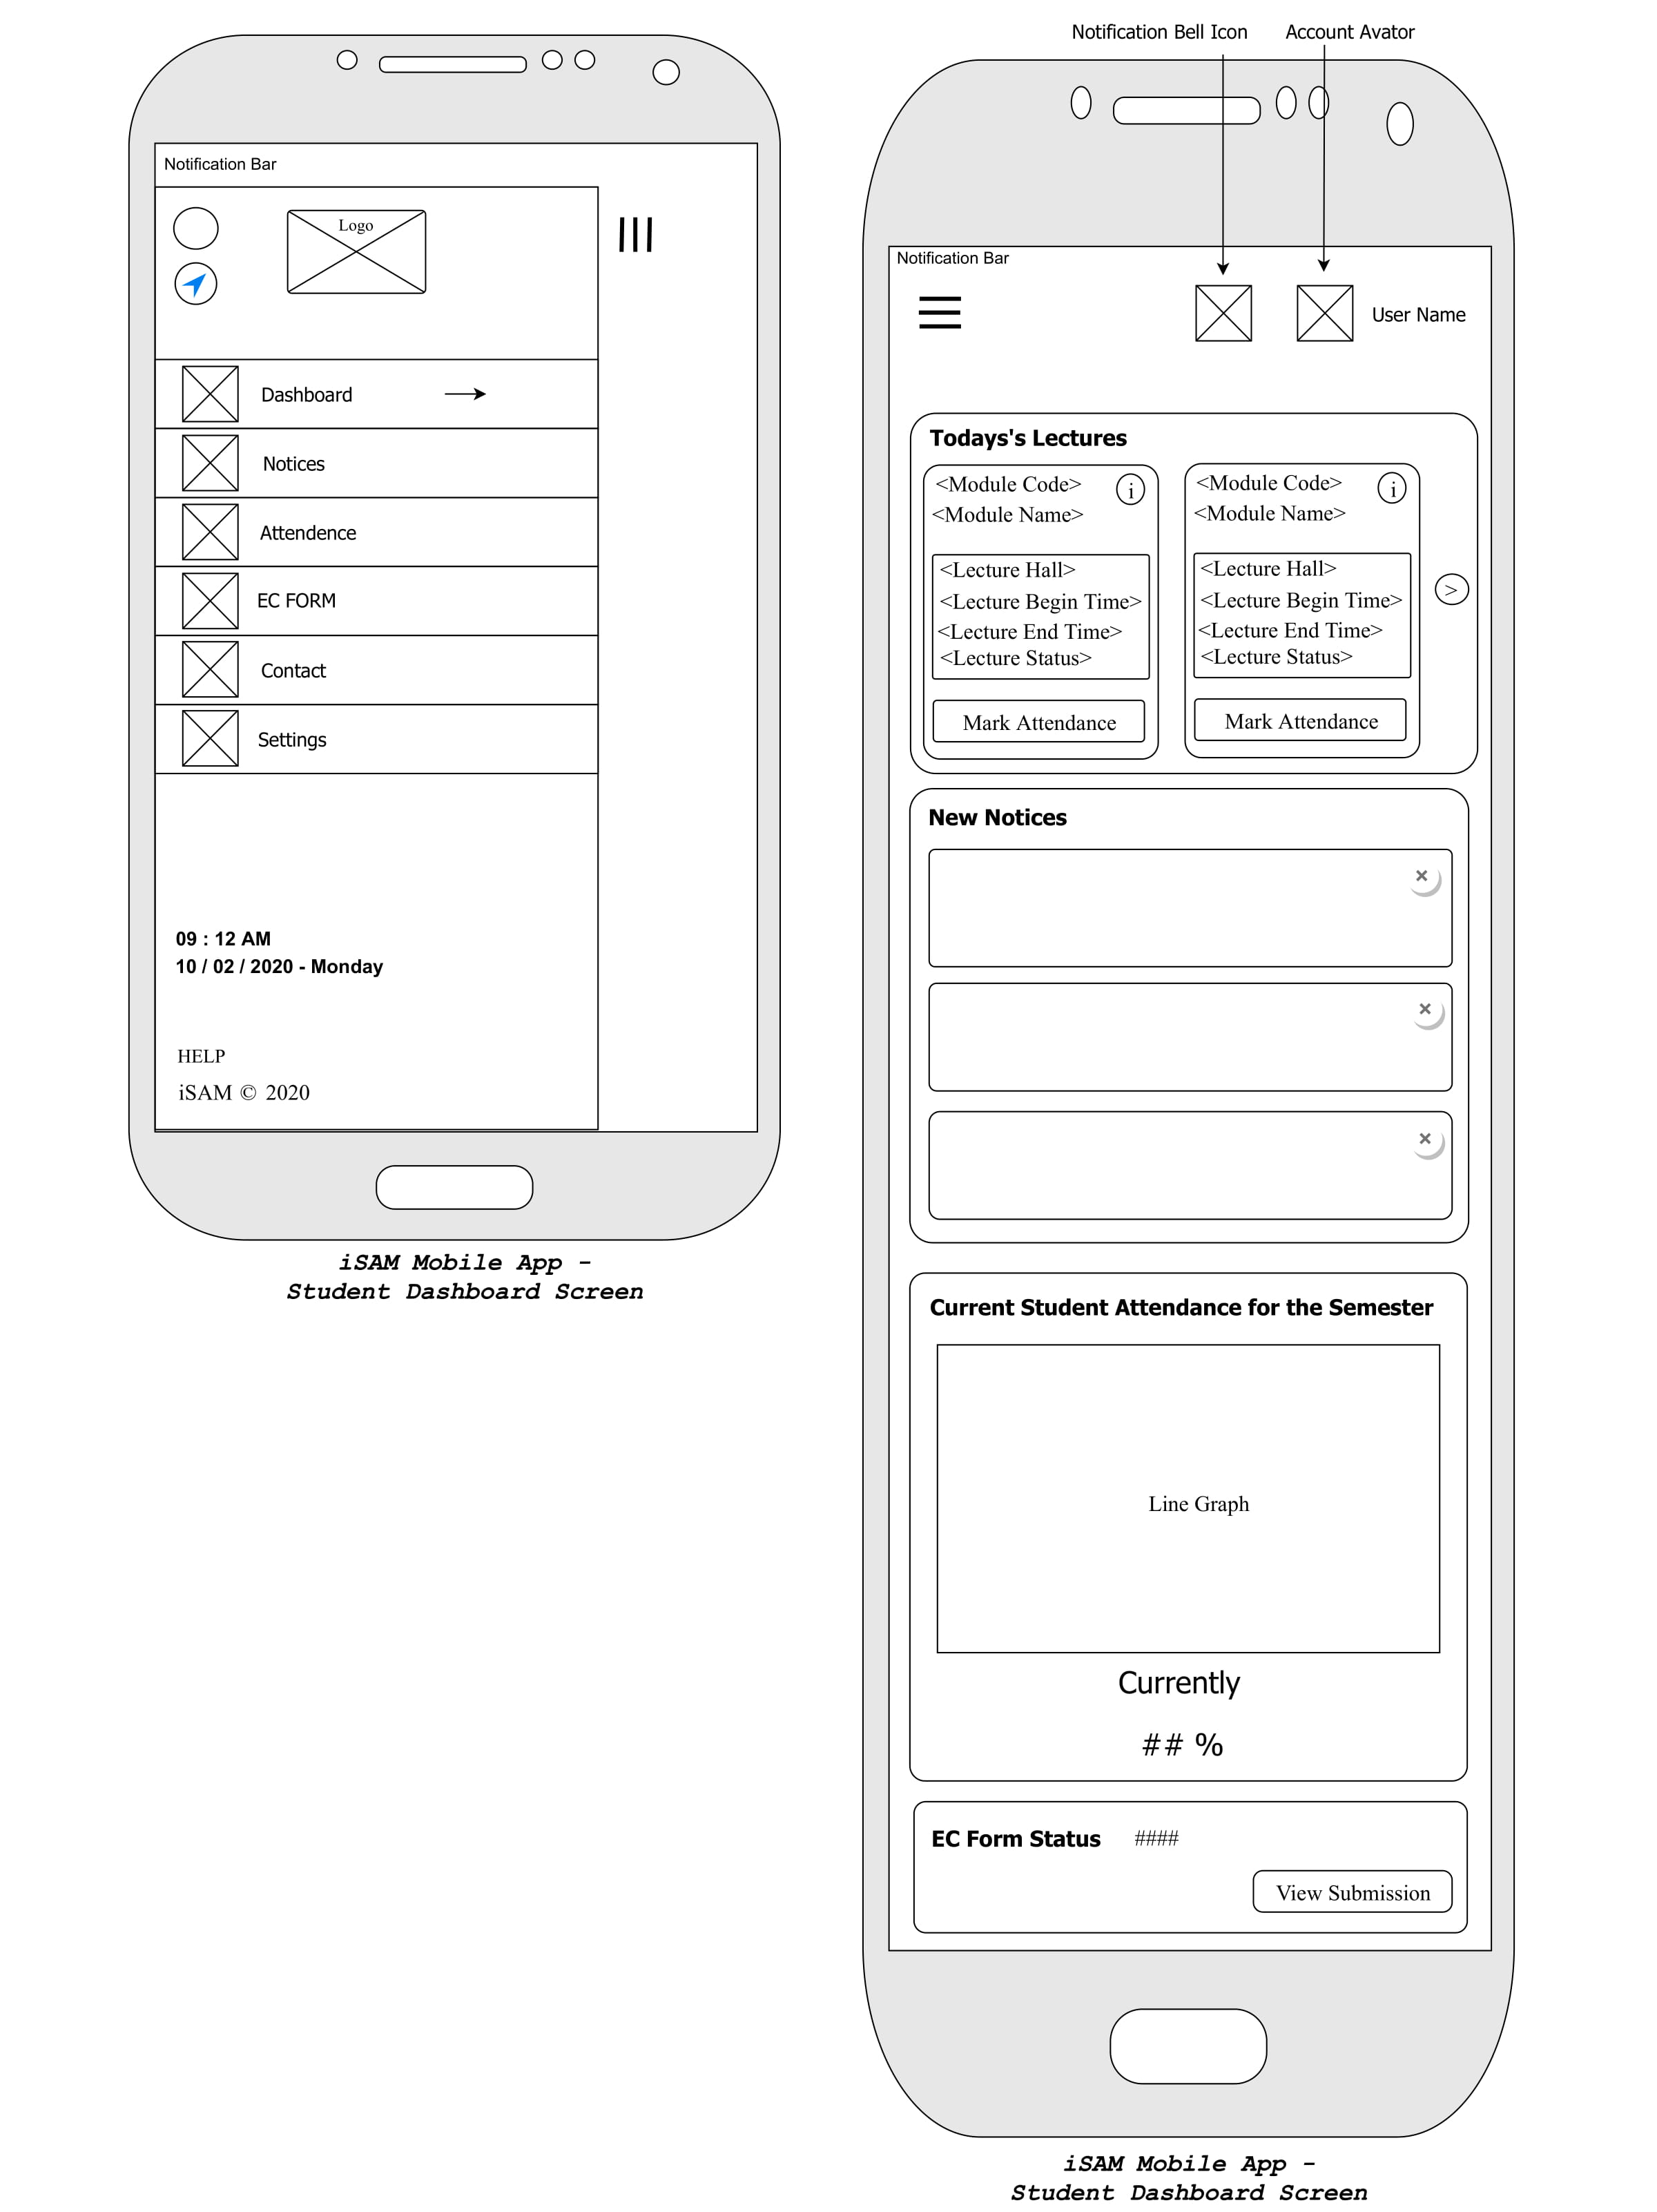 Notification Bar
Logo
Dashboard
Notices
Attendence
EC FORM
Contact
Settings
09 : 12 AM
10 / 02 / 2020 - Monday
HELP
iSAM © 2020
iSAM Mobile App -
Student Dashboard Screen
Notification Bell Icon
Account Avator
Notification Bar
User Name
Todays's Lectures
<Module Code>
i
<Module Name>
<Lecture Hall>
<Lecture Begin Time>
<Lecture End Time>
<Lecture Status>
Mark Attendance
<Module Code>
i
<Module Name>
<Lecture Hall>
<Lecture Begin Time>
<Lecture End Time>
<Lecture Status>
Mark Attendance
>
New Notices
×
×
×
Current Student Attendance for the Semester
Line Graph
Currently
## %
EC Form Status ####
View Submission
iSAM Mobile App -
Student Dashboard Screen